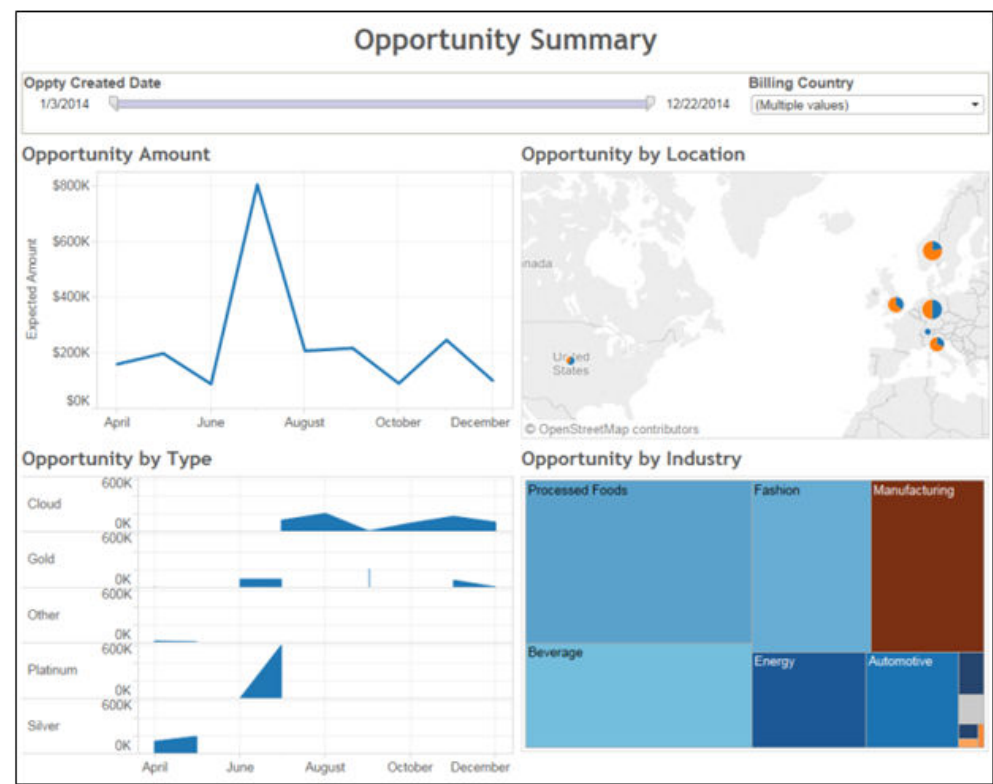 Opportunity Summary
Oppty Created Date
Billing Country
1/3/2014
12/22/2014
(Multiple values)
Opportunity Amount
$800K
$600K
$400K
$200K
$0K
Expected Amount
April
June
August
October
December
Opportunity by Location
nada
United
States
© OpenStreetMap contributors
Opportunity by Type
Cloud
600K
0K
Gold
600K
0K
Other
600K
0K
Platinum
600K
0K
Silver
600K
0K
April
June
August
October
December
Opportunity by Industry
Processed Foods
Fashion
Manufacturing
Beverage
Energy
Automotive